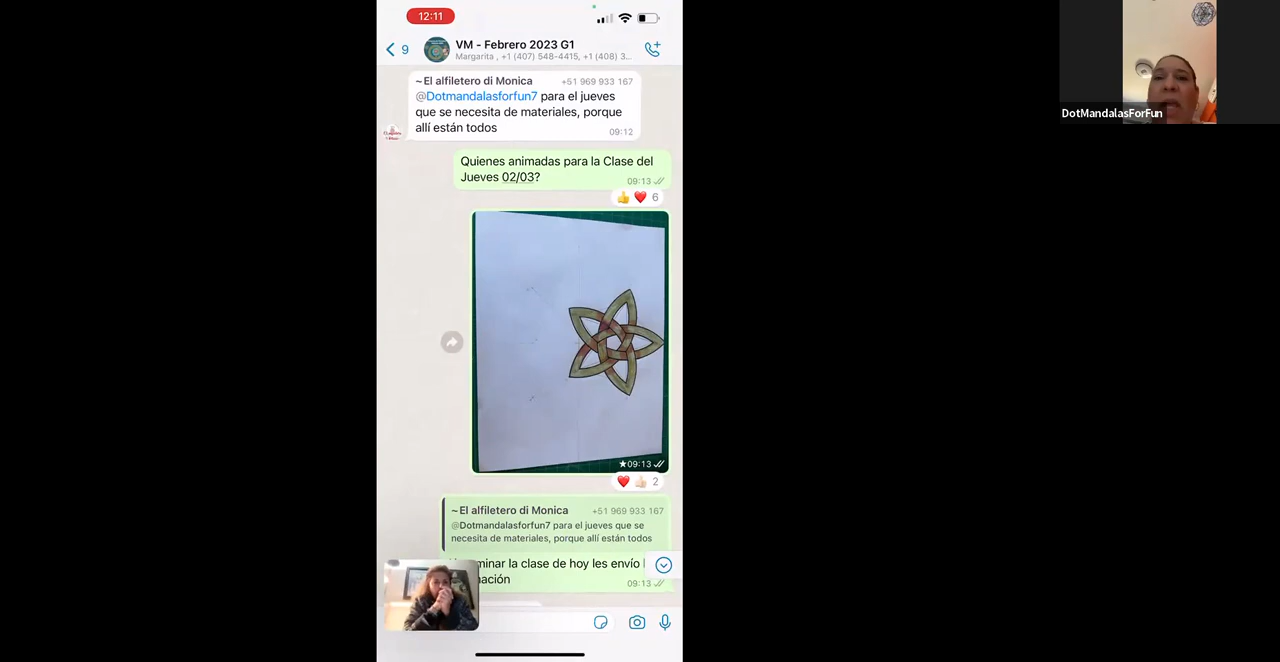 12:11
9
VM - Febrero 2023 G1
Margarita , +1 (407) 548-4415, +1 (408) 3...
~El alfiletero di Monica +51 969 933 167
@Dotmandalasforfun7 para el jueves
que se necesita de materiales, porque
allí están todos
09:12
Quienes animadas para la Clase del
Jueves 02/03?
09:13
6
09:13
2
~El alfiletero di Monica +51 969 933 167
@Dotmandalasforfun7 para el jueves que se
necesita de materiales, porque allí están todos
minar la clase de hoy les envío
nación
09:13
DotMandalasForFun